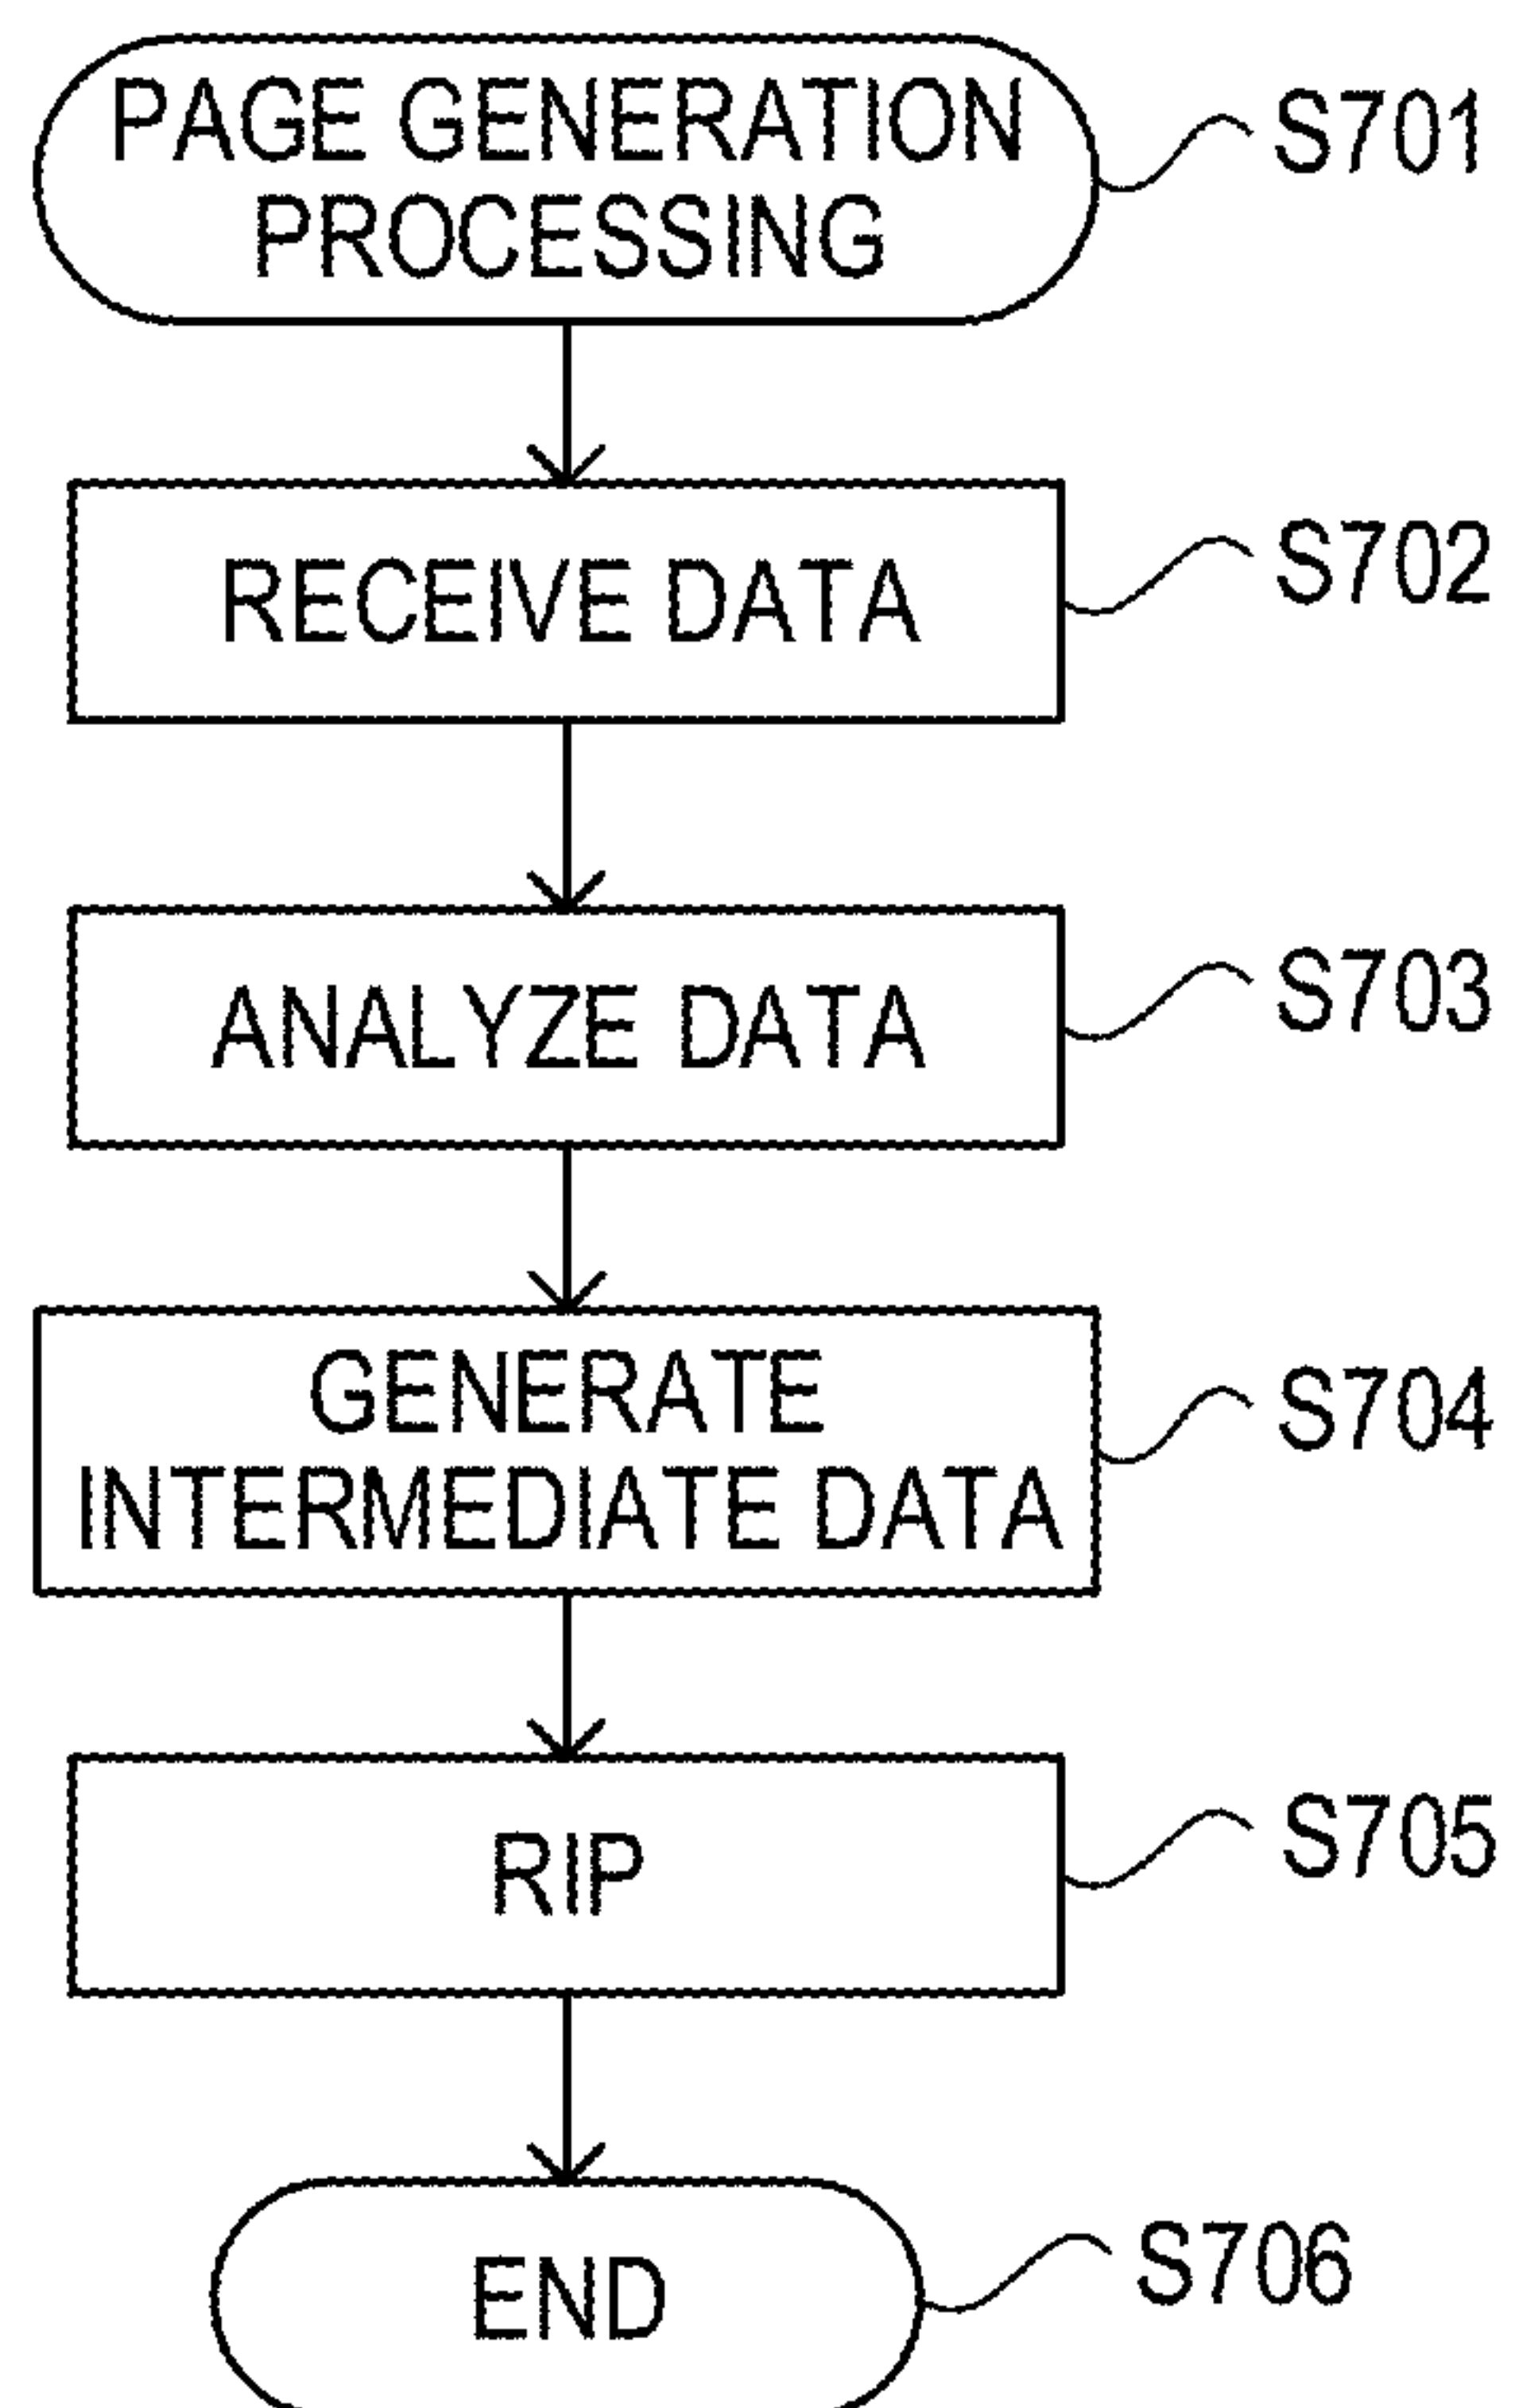 PAGE GENERATION
PROCESSING
S701
RECEIVE DATA
S702
ANALYZE DATA
S703
GENERATE
INTERMEDIATE DATA
S704
RIP
S705
END
S706